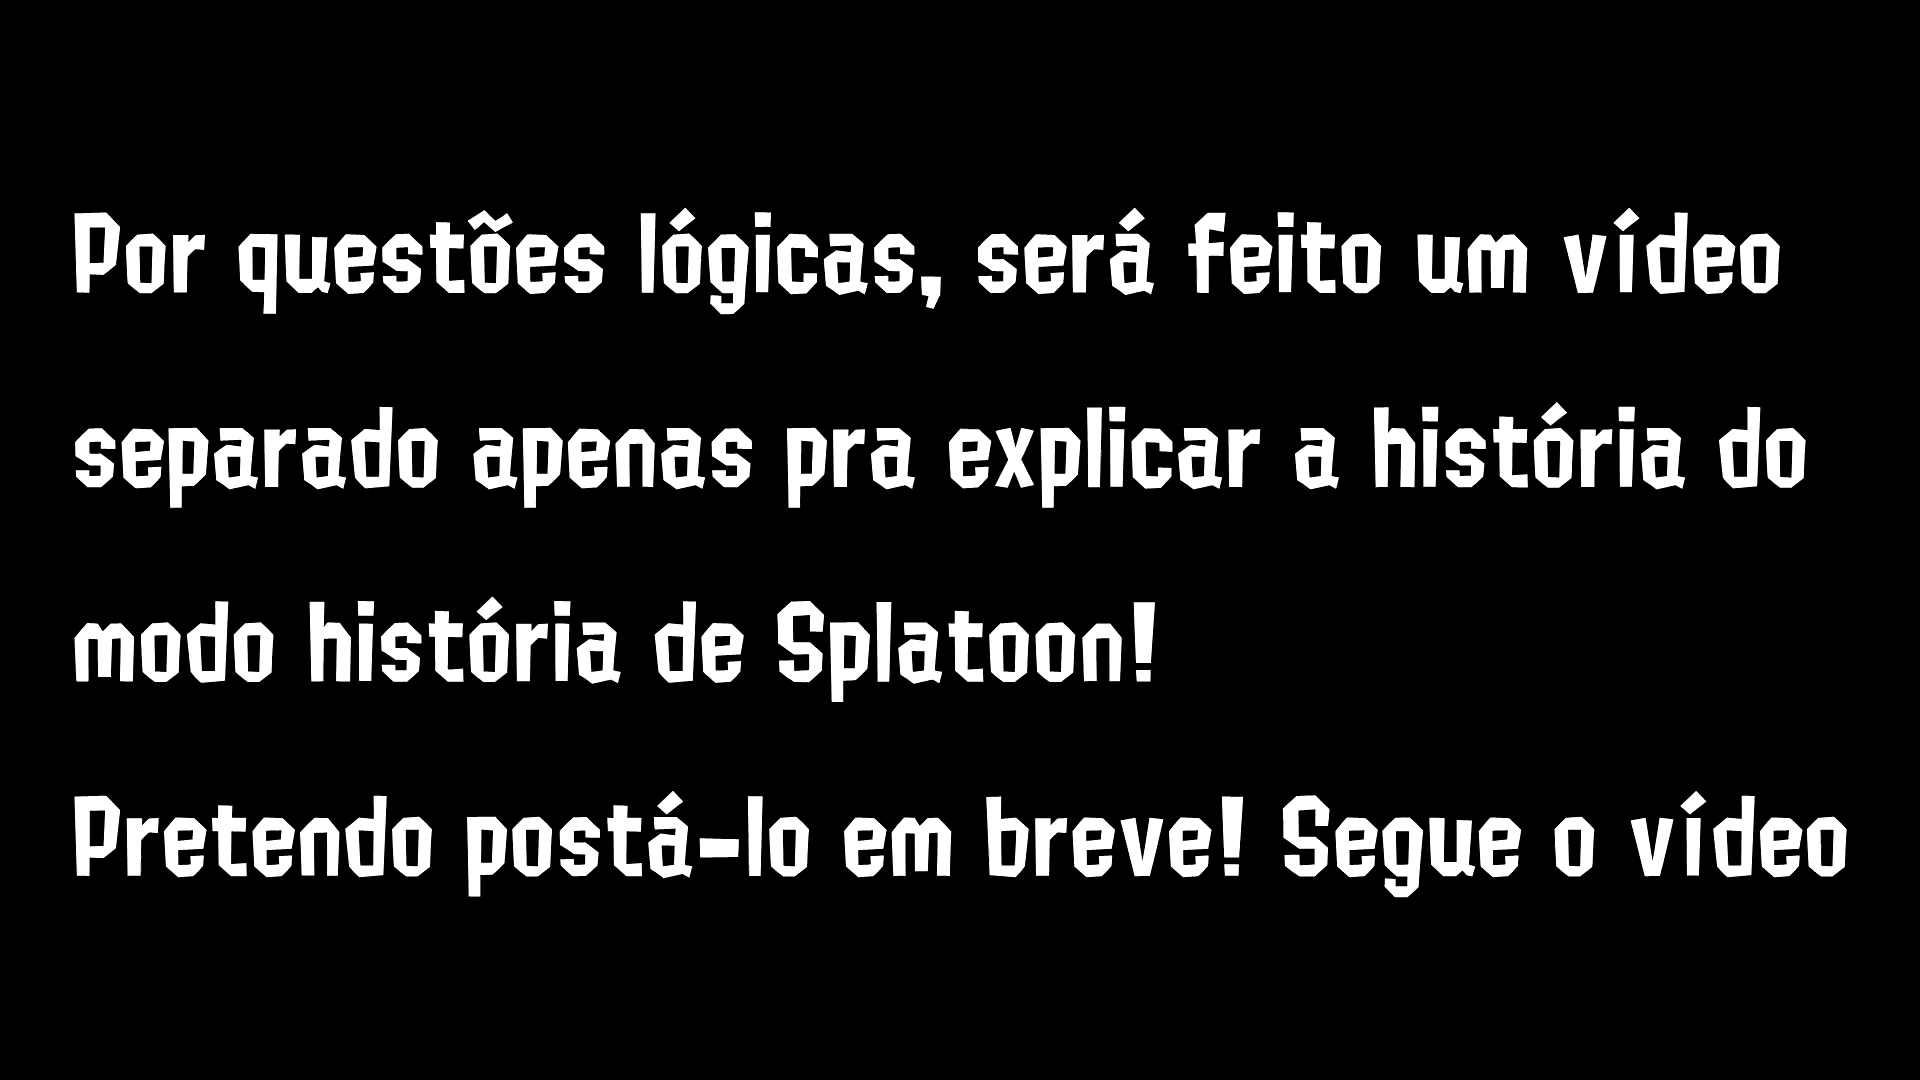 Por questões lógicas, será feito um vídeo
separado apenas pra explicar a história do
modo história de Splatoon!
Pretendo postá-lo em breve! Segue o vídeo